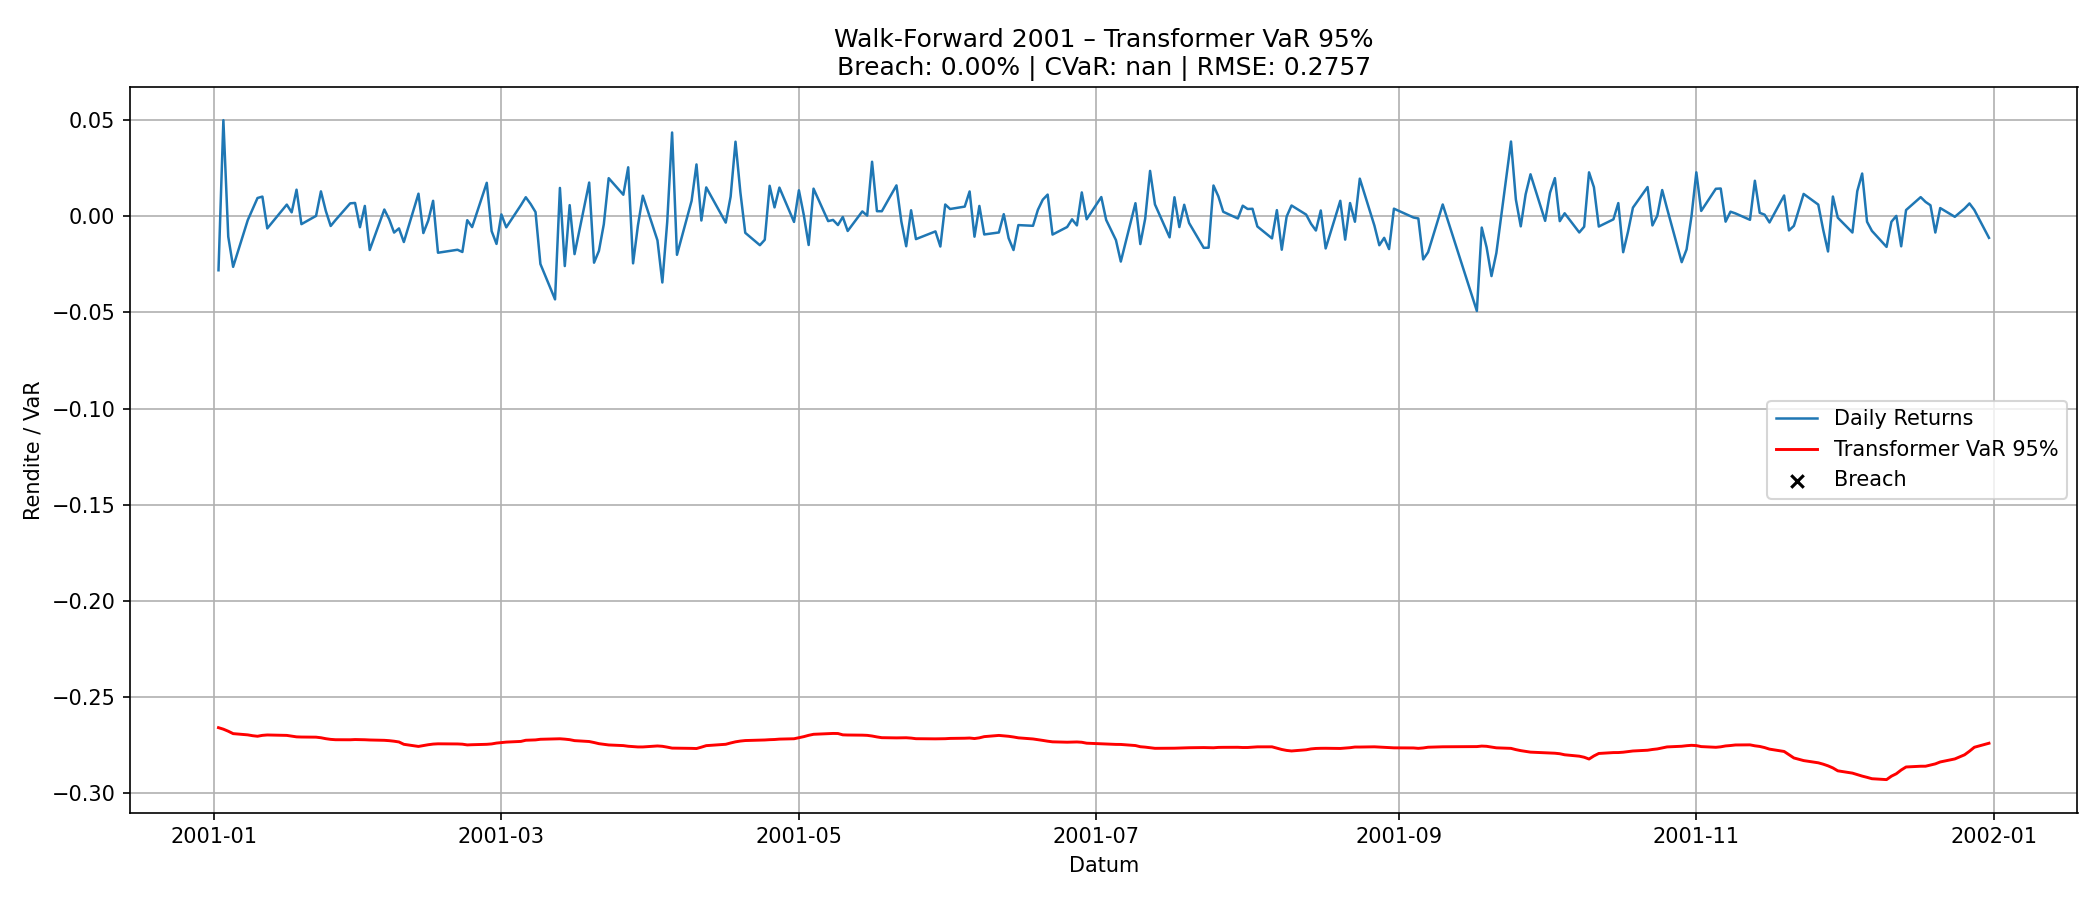 Walk-Forward 2001 – Transformer VaR 95%
Breach: 0.00% | CVaR: nan | RMSE: 0.2757
Rendite / VaR
0.05
0.00
−0.05
−0.10
−0.15
−0.20
−0.25
−0.30
Daily Returns
Transformer VaR 95%
Breach
2001-01
2001-03
2001-05
2001-07
2001-09
2001-11
2002-01
Datum